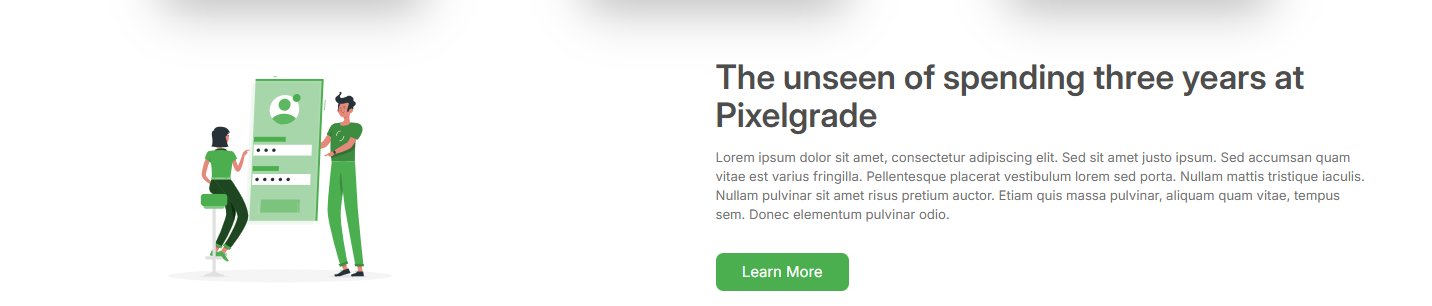 The unseen of spending three years at
Pixelgrade
Lorem ipsum dolor sit amet, consectetur adipiscing elit. Sed sit amet justo ipsum. Sed accumsan quam
vitae est varius fringilla. Pellentesque placerat vestibulum lorem sed porta. Nullam mattis tristique iaculis.
Nullam pulvinar sit amet risus pretium auctor. Etiam quis massa pulvinar, aliquam quam vitae, tempus
sem. Donec elementum pulvinar odio.
Learn More